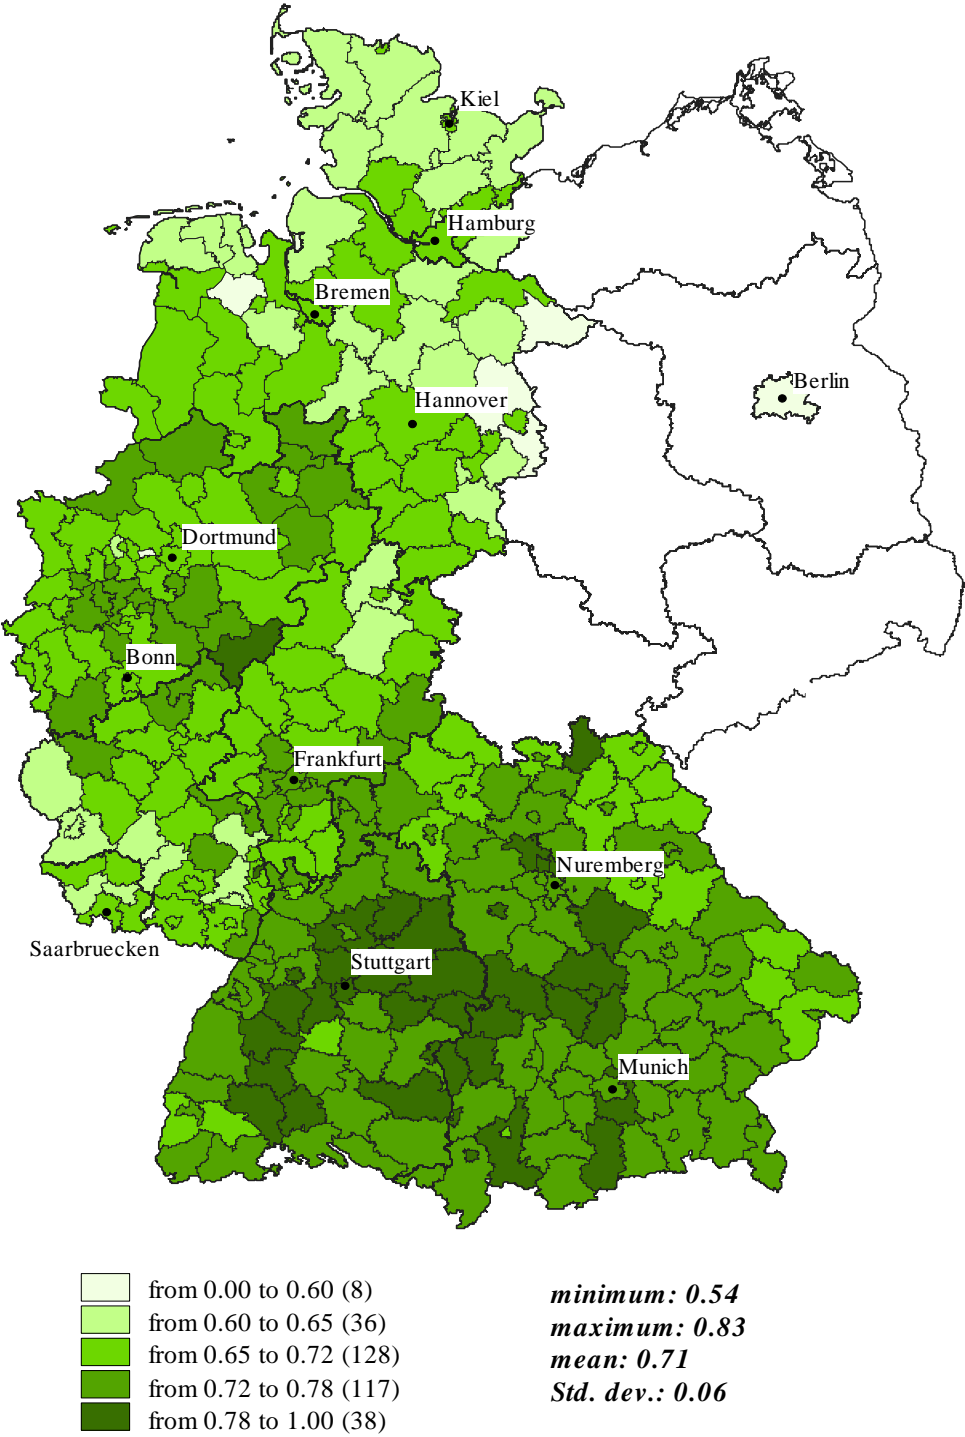 Kiel
Hamburg
Bremen
Berlin
Hannover
Dortmund
Bonn
Frankfurt
Nuremberg
Saarbruecken
Stuttgart
Munich
from 0.00 to 0.60 (8)
from 0.60 to 0.65 (36)
from 0.65 to 0.72 (128)
from 0.72 to 0.78 (117)
from 0.78 to 1.00 (38)
minimum: 0.54
maximum: 0.83
mean: 0.71
Std. dev.: 0.06